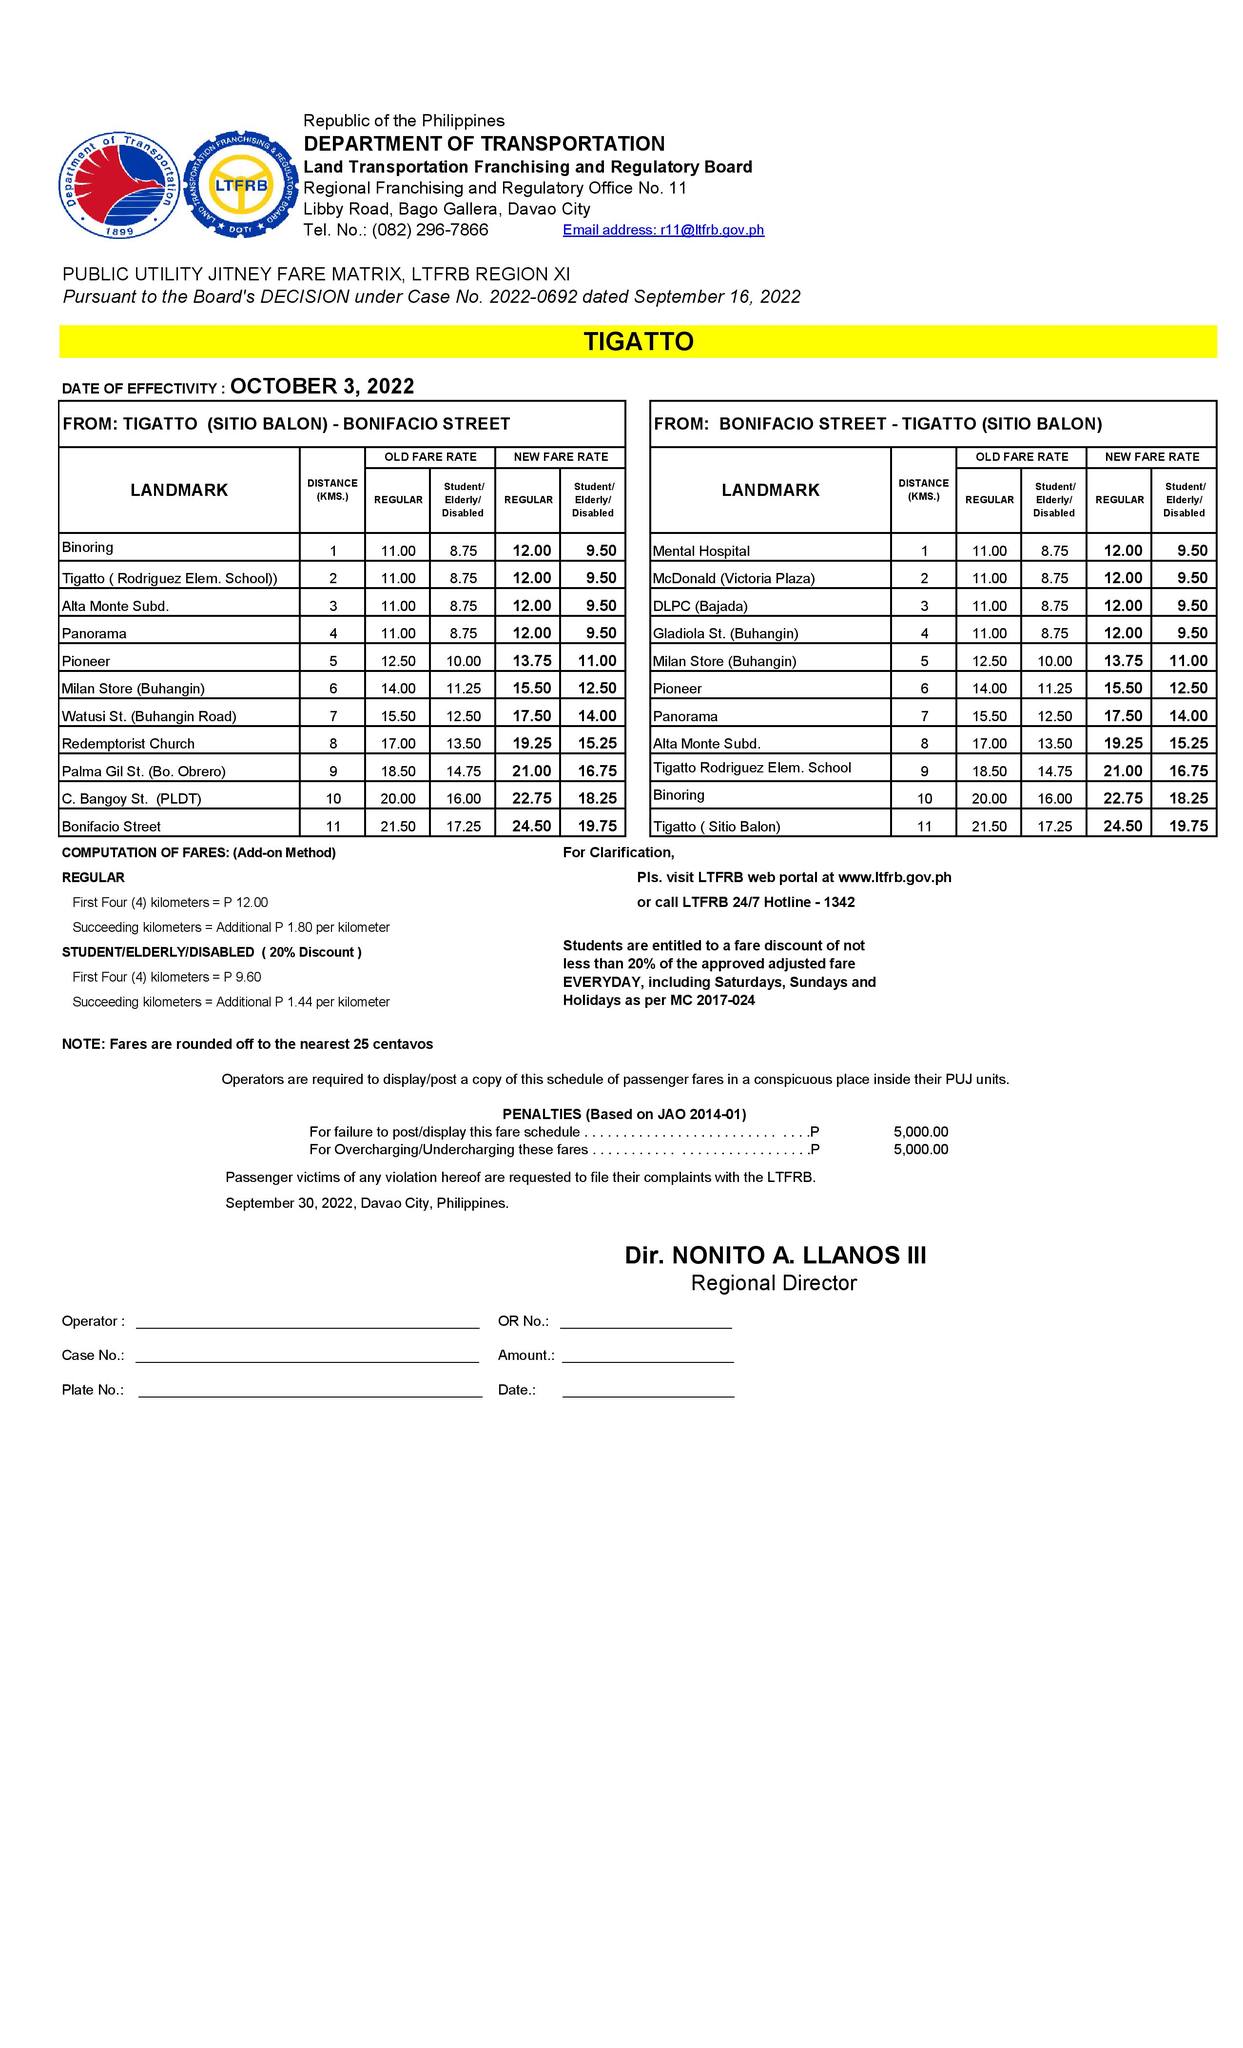 Republic of the Philippines
DEPARTMENT OF TRANSPORTATION
Land Transportation Franchising and Regulatory Board
Regional Franchising and Regulatory Office No. 11
Libby Road, Bago Gallera, Davao City
Tel. No.: (082) 296-7866 Email address: r11@ltfrb.gov.ph
Department of Transportation
1899
LAND TRANSPORTATION FRANCHISING & REGULATORY BOARD
LTFRB
DOTr
PUBLIC UTILITY JITNEY FARE MATRIX, LTFRB REGION XI
Pursuant to the Board's DECISION under Case No. 2022-0692 dated September 16, 2022
TIGATTO
DATE OF EFFECTIVITY : OCTOBER 3, 2022
FROM: TIGATTO (SITIO BALON) - BONIFACIO STREET
LANDMARK DISTANCE (KMS.) OLD FARE RATE NEW FARE RATE
REGULAR Student/ Elderly/ Disabled REGULAR Student/ Elderly/ Disabled
Binoring 1 11.00 8.75 12.00 9.50
Tigatto ( Rodriguez Elem. School)) 2 11.00 8.75 12.00 9.50
Alta Monte Subd. 3 11.00 8.75 12.00 9.50
Panorama 4 11.00 8.75 12.00 9.50
Pioneer 5 12.50 10.00 13.75 11.00
Milan Store (Buhangin) 6 14.00 11.25 15.50 12.50
Watusi St. (Buhangin Road) 7 15.50 12.50 17.50 14.00
Redemptorist Church 8 17.00 13.50 19.25 15.25
Palma Gil St. (Bo. Obrero) 9 18.50 14.75 21.00 16.75
C. Bangoy St. (PLDT) 10 20.00 16.00 22.75 18.25
Bonifacio Street 11 21.50 17.25 24.50 19.75
FROM: BONIFACIO STREET - TIGATTO (SITIO BALON)
LANDMARK DISTANCE (KMS.) OLD FARE RATE NEW FARE RATE
REGULAR Student/ Elderly/ Disabled REGULAR Student/ Elderly/ Disabled
Mental Hospital 1 11.00 8.75 12.00 9.50
McDonald (Victoria Plaza) 2 11.00 8.75 12.00 9.50
DLPC (Bajada) 3 11.00 8.75 12.00 9.50
Gladiola St. (Buhangin) 4 11.00 8.75 12.00 9.50
Milan Store (Buhangin) 5 12.50 10.00 13.75 11.00
Pioneer 6 14.00 11.25 15.50 12.50
Panorama 7 15.50 12.50 17.50 14.00
Alta Monte Subd. 8 17.00 13.50 19.25 15.25
Tigatto Rodriguez Elem. School 9 18.50 14.75 21.00 16.75
Binoring 10 20.00 16.00 22.75 18.25
Tigatto ( Sitio Balon) 11 21.50 17.25 24.50 19.75
COMPUTATION OF FARES: (Add-on Method)
REGULAR
First Four (4) kilometers = P 12.00
Succeeding kilometers = Additional P 1.80 per kilometer
STUDENT/ELDERLY/DISABLED ( 20% Discount )
First Four (4) kilometers = P 9.60
Succeeding kilometers = Additional P 1.44 per kilometer
For Clarification,
Pls. visit LTFRB web portal at www.ltfrb.gov.ph
or call LTFRB 24/7 Hotline - 1342
Students are entitled to a fare discount of not
less than 20% of the approved adjusted fare
EVERYDAY, including Saturdays, Sundays and
Holidays as per MC 2017-024
NOTE: Fares are rounded off to the nearest 25 centavos
Operators are required to display/post a copy of this schedule of passenger fares in a conspicuous place inside their PUJ units.
PENALTIES (Based on JAO 2014-01)
For failure to post/display this fare schedule . . . . . . . . . . . . . . . . . . . . . . . . . . . . .P 5,000.00
For Overcharging/Undercharging these fares . . . . . . . . . . . . . . . . . . . . . . . . . . . .P 5,000.00
Passenger victims of any violation hereof are requested to file their complaints with the LTFRB.
September 30, 2022, Davao City, Philippines.
Dir. NONITO A. LLANOS III
Regional Director
Operator : OR No.:
Case No.: Amount.:
Plate No.: Date.: